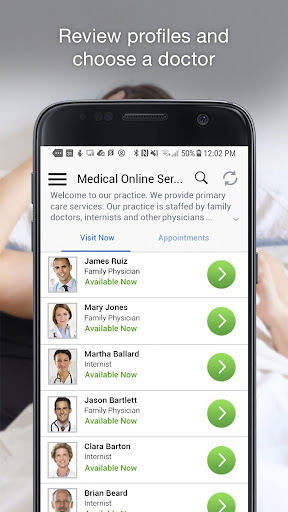 Review profiles and
choose a doctor
50% 12:02 PM
Medical Online Ser...
Welcome to our practice. We provide primary
care services. Our practice is staffed by family
doctors, internists and other physicians ...
Visit Now
Appointments
James Ruiz
Family Physician
Available Now
Mary Jones
Family Physician
Available Now
Martha Ballard
Internist
Available Now
Jason Bartlett
Family Physician
Available Now
Clara Barton
Internist
Available Now
Brian Beard
Internist